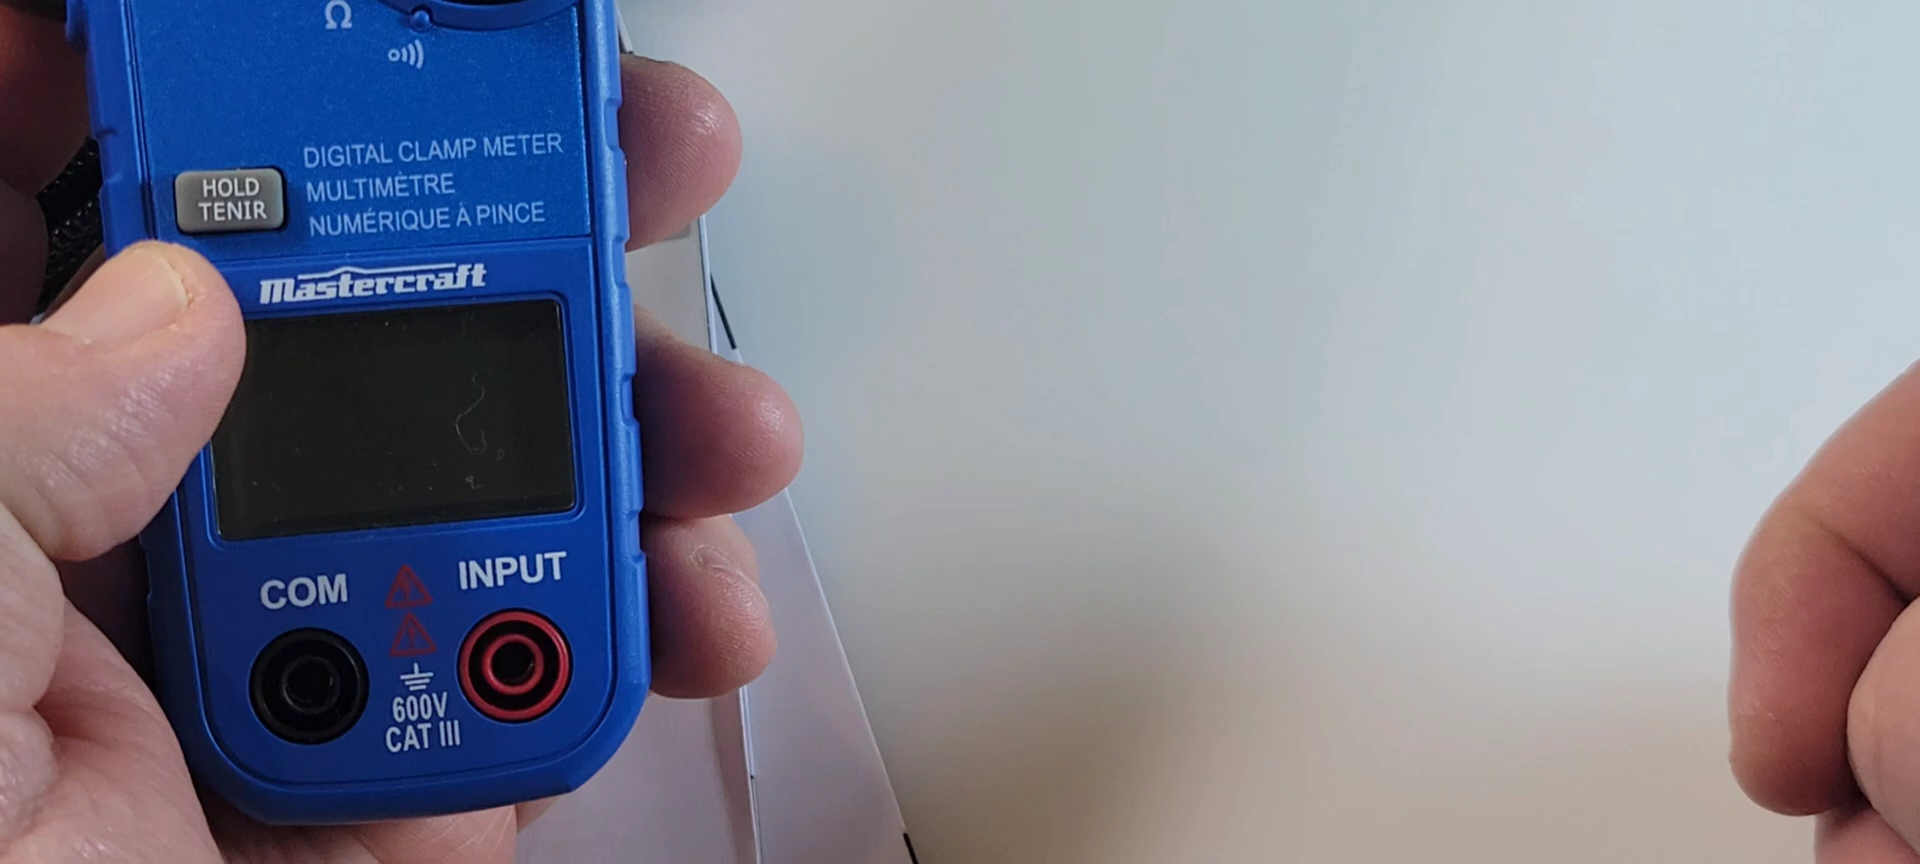 Ω
HOLD
TENIR
DIGITAL CLAMP METER
MULTIMÈTRE
NUMÉRIQUE À PINCE
Mastercraft
COM
INPUT
600V
CAT III